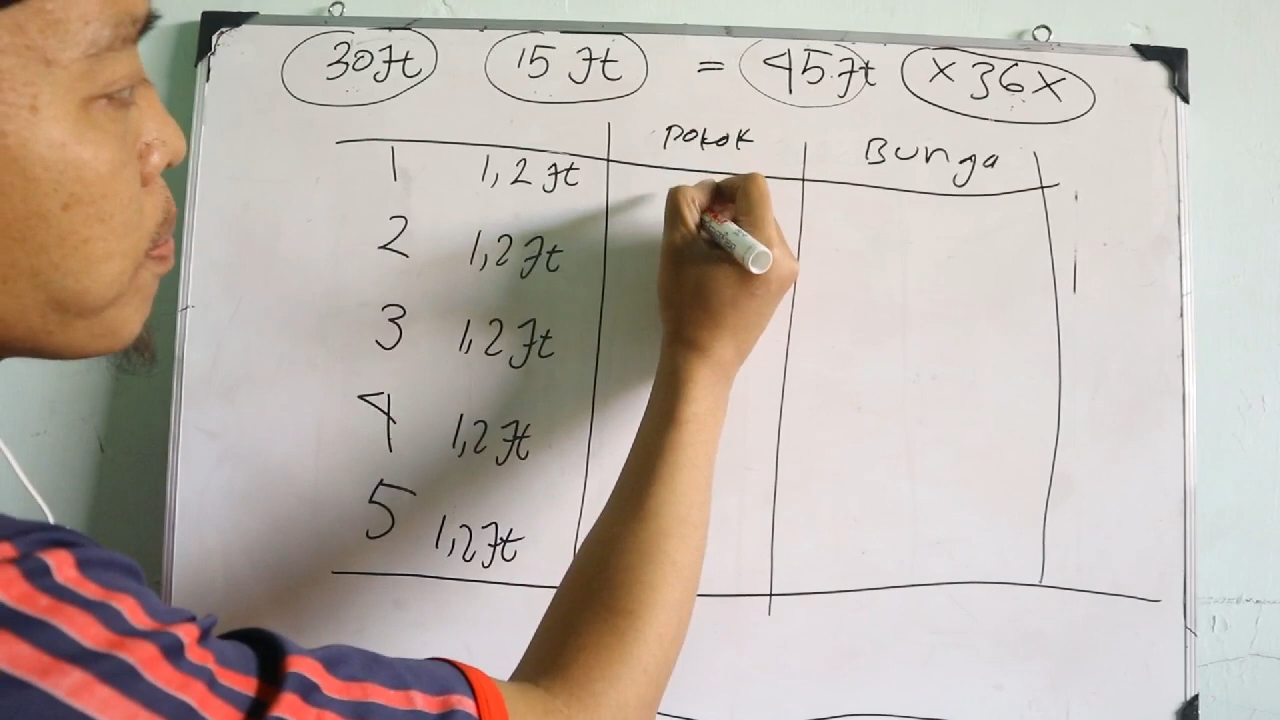 30Jt 15 Jt = 45Jt X36X
Pokok Bunga
1 1,2 Jt
2 1,2 Jt
3 1,2 Jt
4 1,2 Jt
5 1,2 Jt